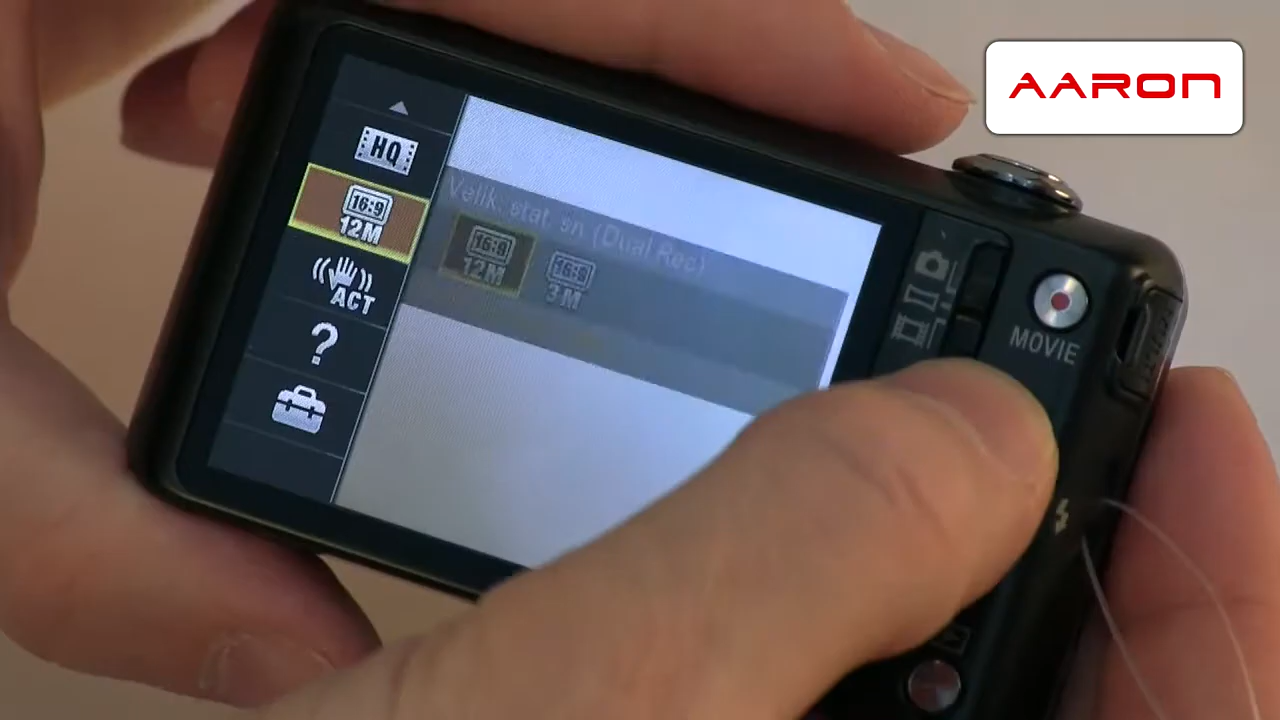 AARON
HQ
Velik. stat. sn (Dual Rec)
16:9
12M
16:9
12M
16:9
3M
ACT
?
MOVIE